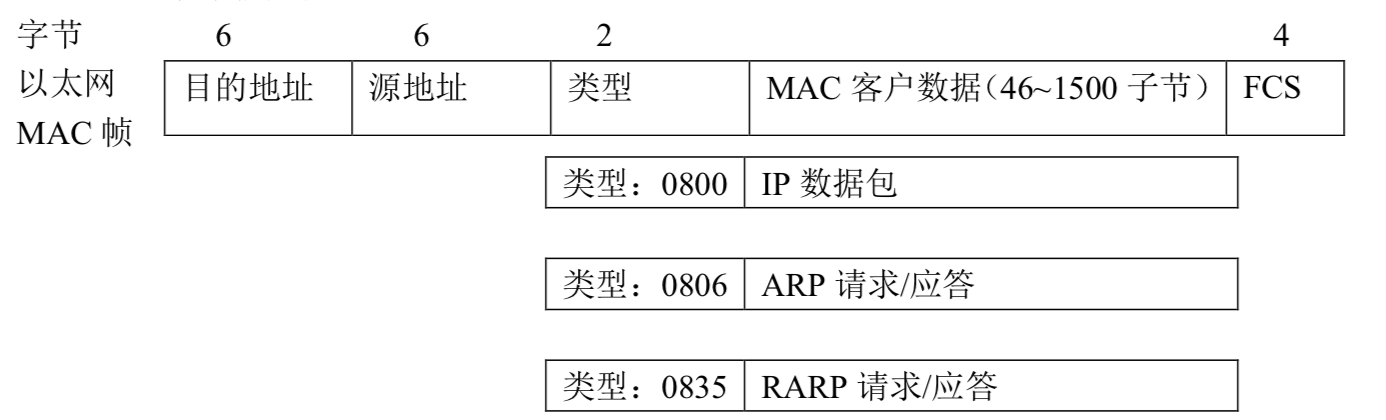 字节 6 6 2 4
以太网 目的地址 源地址 类型 MAC 客户数据（46~1500 子节） FCS
MAC 帧
类型：0800 IP 数据包
类型：0806 ARP 请求/应答
类型：0835 RARP 请求/应答